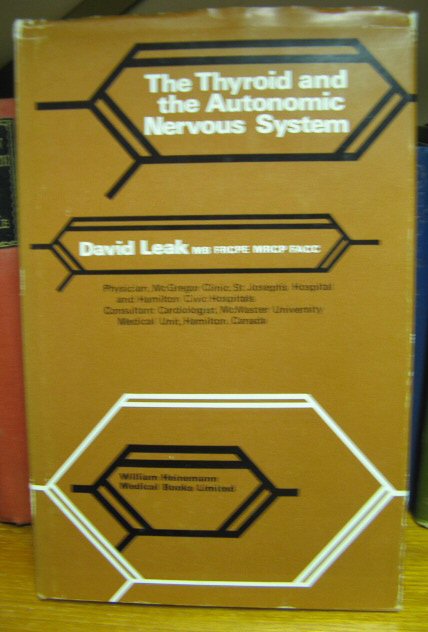 The Thyroid and
the Autonomic
Nervous System
David Leak MB FRCPE MRCP FACC
Physician, McGregor Clinic, St. Joseph's Hospital
and Hamilton Civic Hospitals
Consultant Cardiologist, McMaster University
Medical Unit, Hamilton, Canada
William Heinemann
Medical Books Limited